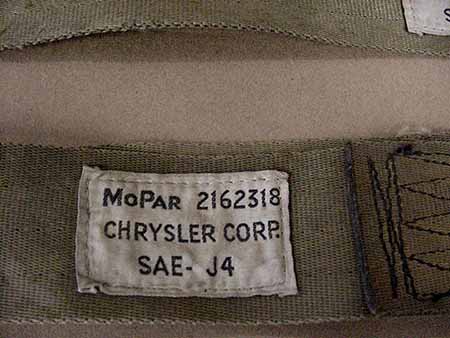 S
MOPAR 2162318
CHRYSLER CORP.
SAE- J4